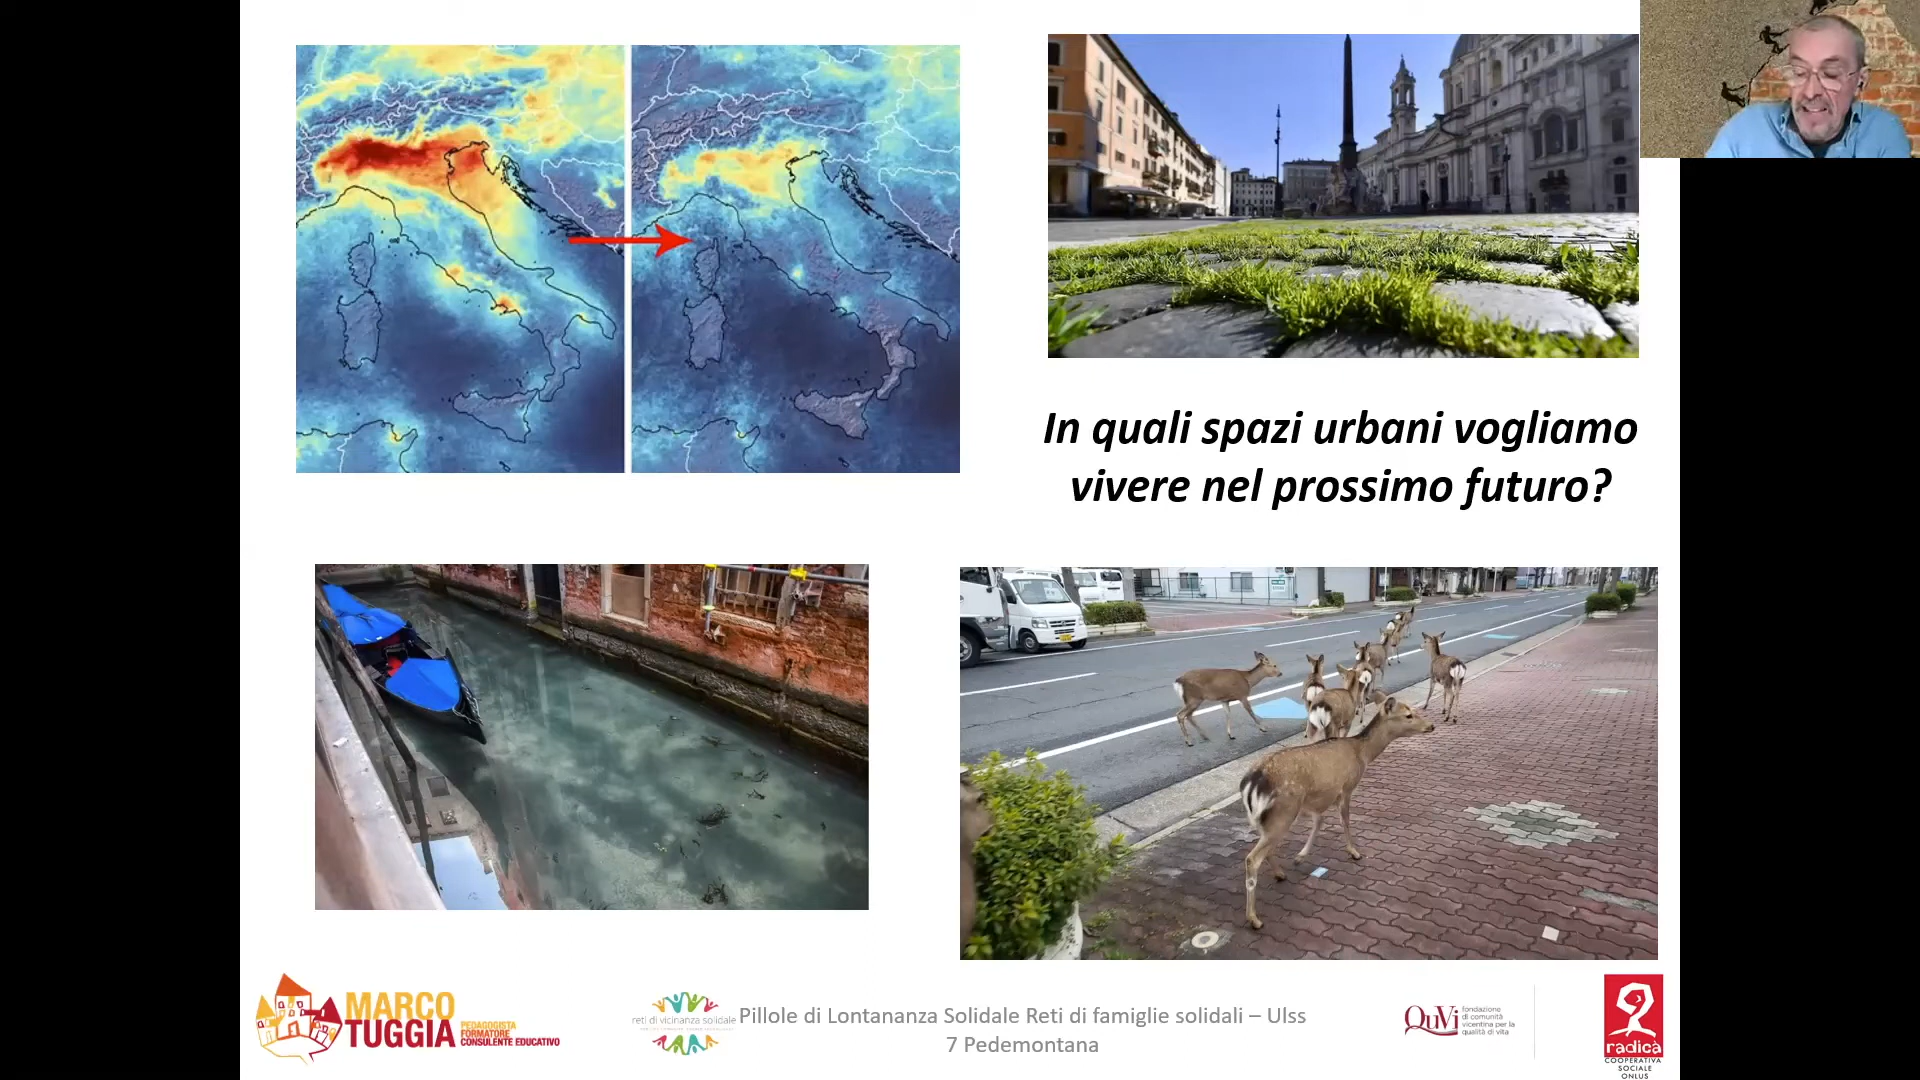 In quali spazi urbani vogliamo
vivere nel prossimo futuro?
MARCO
TUGGIA
PEDAGOGISTA
FORMATORE
CONSULENTE EDUCATIVO
reti di vicinanza solidale
Pillole di Lontananza Solidale Reti di famiglie solidali – Ulss
7 Pedemontana
QuVi
fondazione
di comunità
vicentina per la
qualità di vita
radicà
COOPERATIVA
SOCIALE
ONLUS